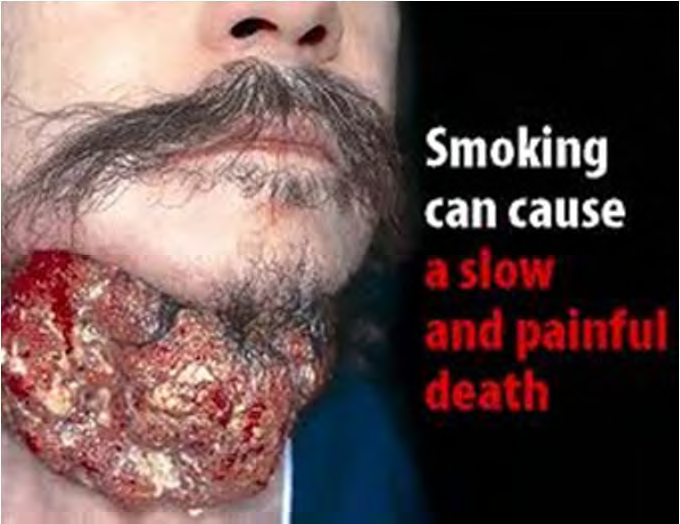 Smoking
can cause
a slow
and painful
death